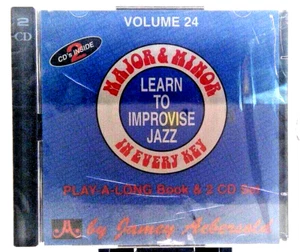 VOLUME 24
2 CD
2 CD's INSIDE
MAJOR & MINOR
LEARN
TO
IMPROVISE
JAZZ
IN EVERY KEY
PLAY-A-LONG Book & 2 CD Set
by Jamey Aebersold